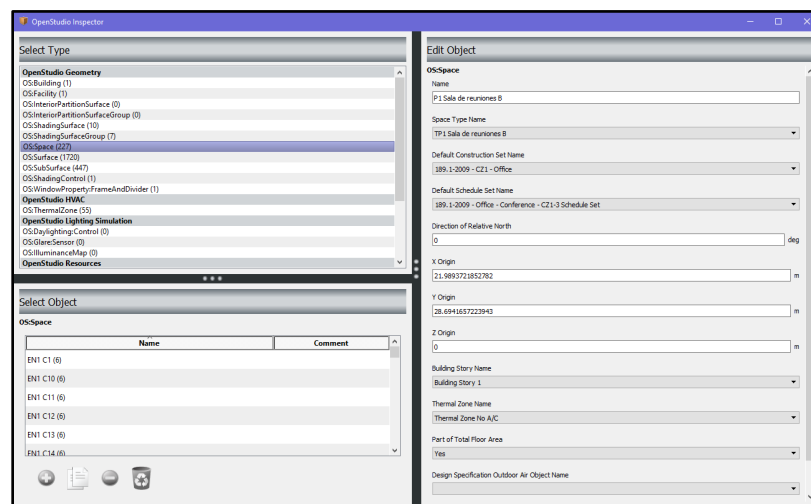 OpenStudio Inspector
Select Type
OpenStudio Geometry
OS:Building (1)
OS:Facility (1)
OS:InteriorPartitionSurface (0)
OS:InteriorPartitionSurfaceGroup (0)
OS:ShadingSurface (10)
OS:ShadingSurfaceGroup (7)
OS:Space (227)
OS:Surface (1720)
OS:SubSurface (447)
OS:ShadingControl (1)
OS:WindowProperty:FrameAndDivider (1)
OpenStudio HVAC
OS:ThermalZone (55)
OpenStudio Lighting Simulation
OS:Daylighting:Control (0)
OS:Glare:Sensor (0)
OS:IlluminanceMap (0)
OpenStudio Resources
Select Object
OS:Space
Name Comment
EN1 C1 (6)
EN1 C10 (6)
EN1 C11 (6)
EN1 C12 (6)
EN1 C13 (6)
EN1 C14 (6)
Edit Object
OS:Space
Name
P1 Sala de reuniones B
Space Type Name
TP1 Sala de reuniones B
Default Construction Set Name
189.1-2009 - CZ1 - Office
Default Schedule Set Name
189.1-2009 - Office - Conference - CZ1-3 Schedule Set
Direction of Relative North
0 deg
X Origin
21.9893721852782 m
Y Origin
28.6941657223943 m
Z Origin
0 m
Building Story Name
Building Story 1
Thermal Zone Name
Thermal Zone No A/C
Part of Total Floor Area
Yes
Design Specification Outdoor Air Object Name